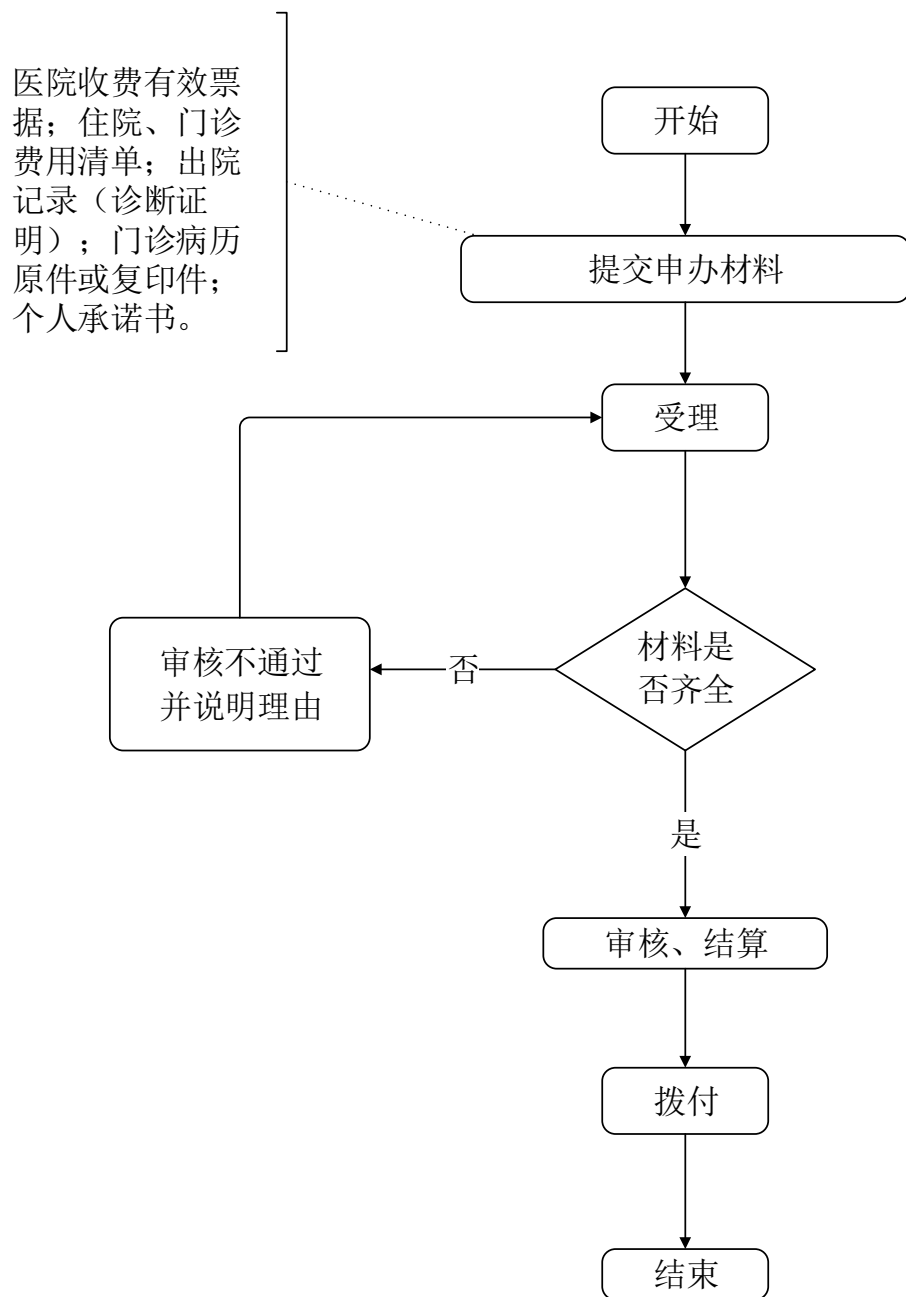 医院收费有效票
据；住院、门诊
费用清单；出院
记录（诊断证
明）；门诊病历
原件或复印件；
个人承诺书。
开始
提交申办材料
受理
材料是
否齐全
否
审核不通过
并说明理由
是
审核、结算
拨付
结束